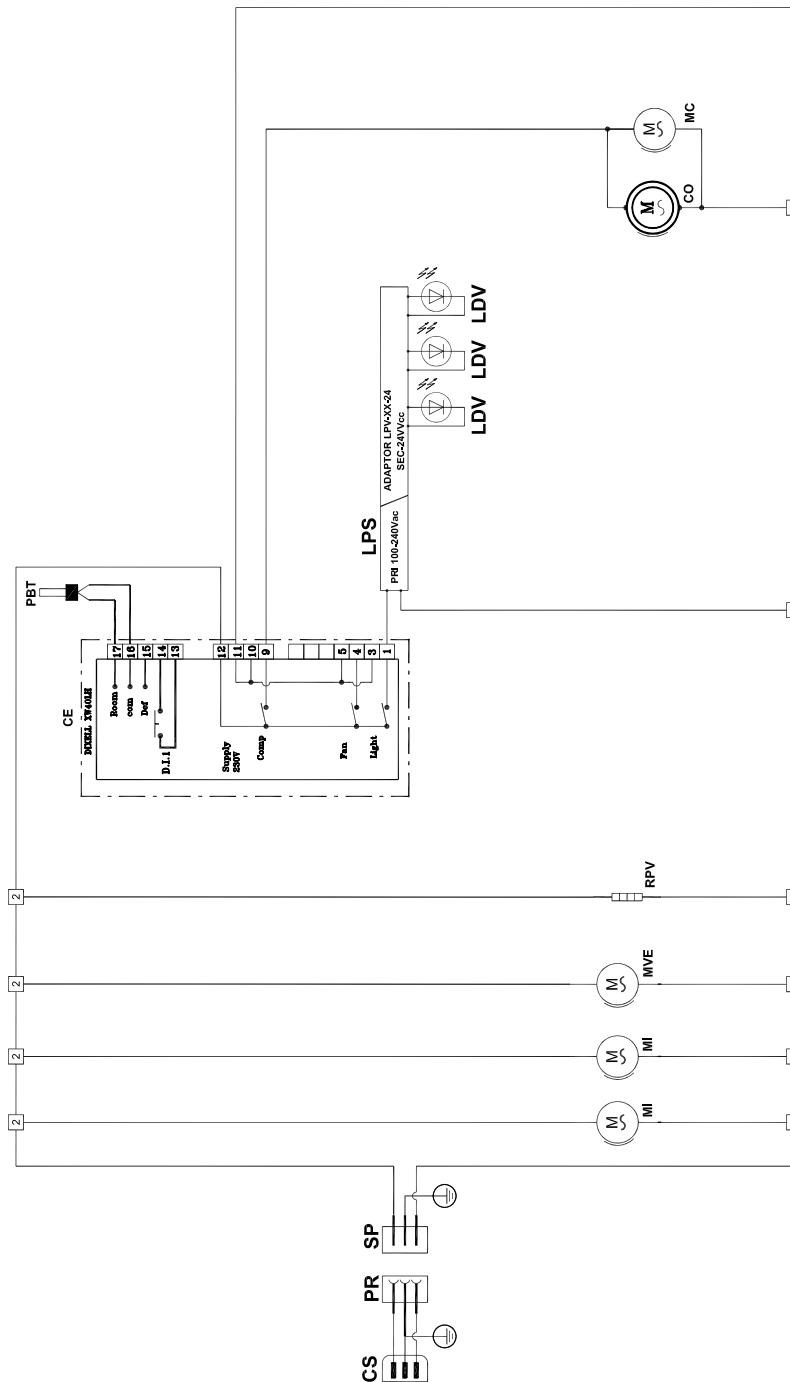 CS
PR
SP
MI
MI
MVE
RPV
2
2
2
2
CE
DIXELL XW40LH
Room
com
Def
D.I.1
Supply
230V
Comp
Fan
Light
17
16
15
14
13
12
11
10
9
5
4
3
1
PBT
LPS
PRI 100-240Vac
ADAPTOR LPV-XX-24
SEC-24VVcc
LDV
LDV
LDV
M
CO
M
MC
M
M
M